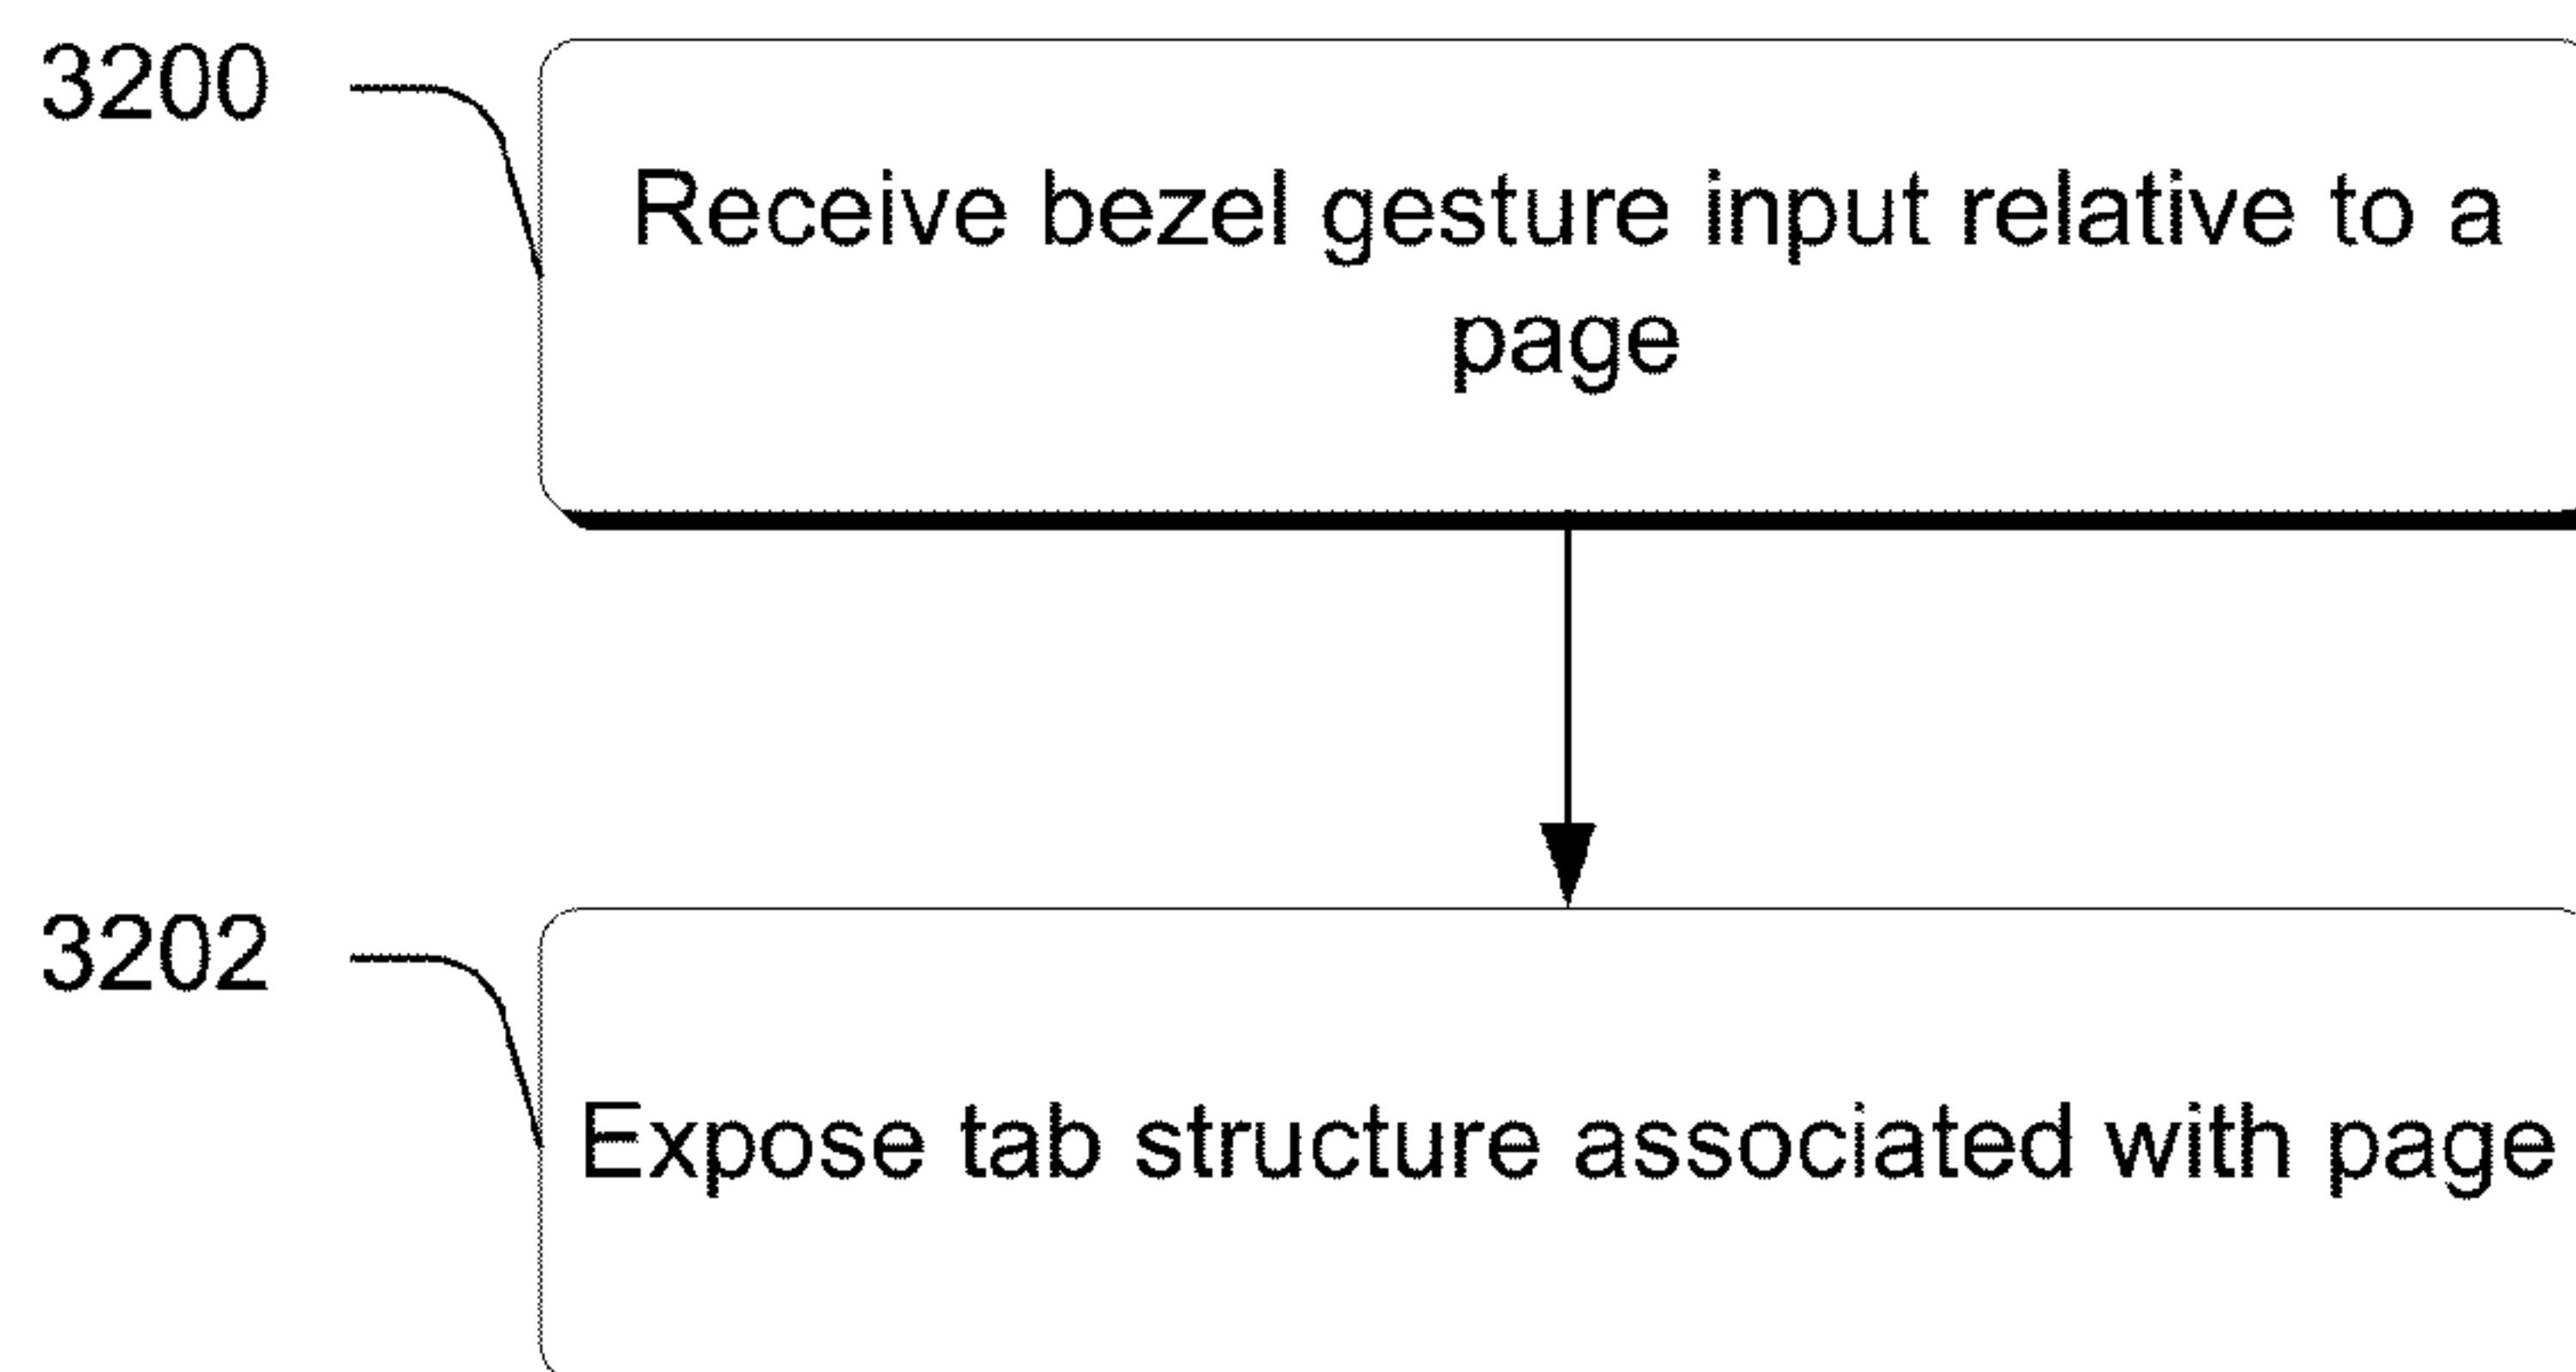 3200
Receive bezel gesture input relative to a
page
3202
Expose tab structure associated with page